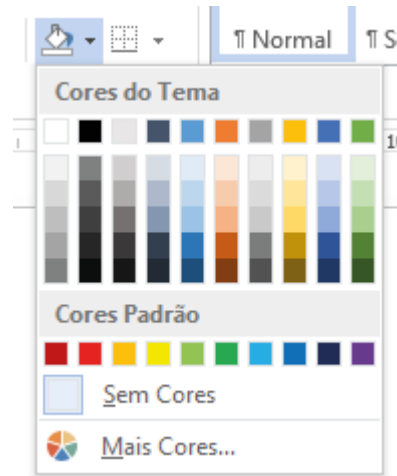 ¶ Normal ¶ S
Cores do Tema
Cores Padrão
Sem Cores
Mais Cores...